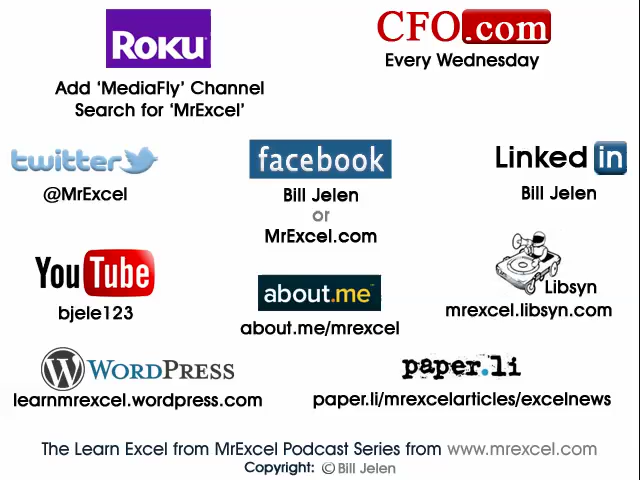 ROKU
CFO.com
Every Wednesday
Add ‘MediaFly’ Channel
Search for ‘MrExcel’
twitter
@MrExcel
facebook
Bill Jelen
or
MrExcel.com
Linked in
Bill Jelen
YouTube
bjele123
about.me
about.me/mrexcel
Libsyn
mrexcel.libsyn.com
WORDPRESS
learnmrexcel.wordpress.com
paper.li
paper.li/mrexcelarticles/excelnews
The Learn Excel from MrExcel Podcast Series from www.mrexcel.com
Copyright: © Bill Jelen